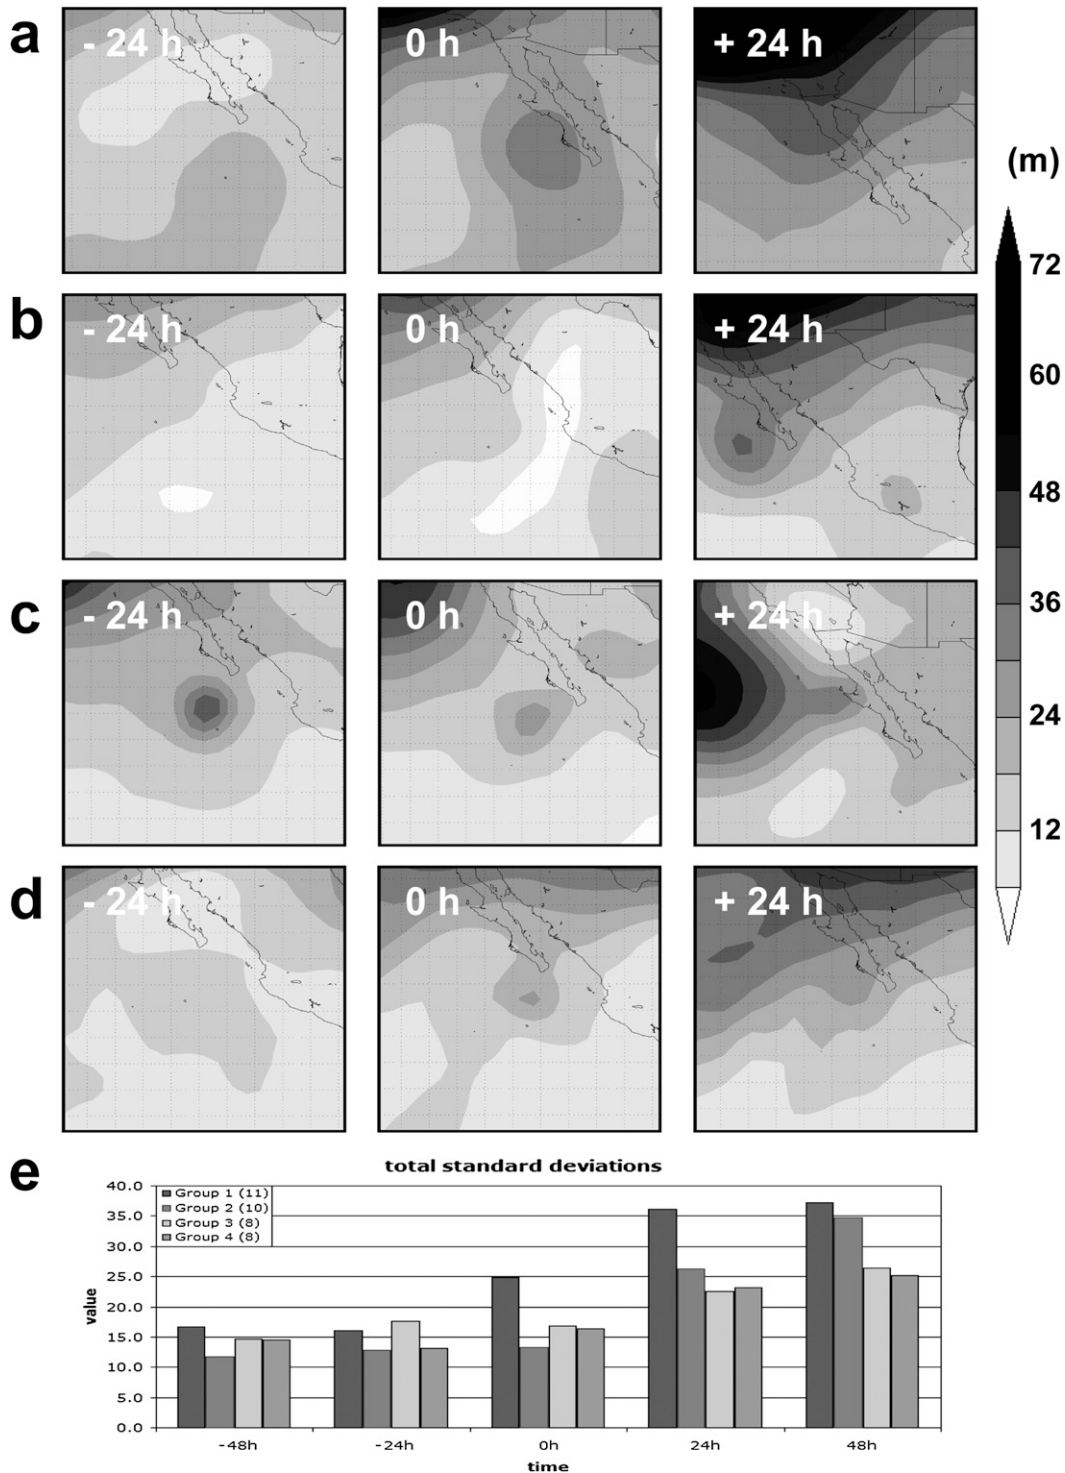 a
- 24 h
0 h
+ 24 h
(m)
72
60
48
36
24
12
b
- 24 h
0 h
+ 24 h
c
- 24 h
0 h
+ 24 h
d
- 24 h
0 h
+ 24 h
e
total standard deviations
40.0
35.0
30.0
25.0
20.0
15.0
10.0
5.0
0.0
value
Group 1 (11)
Group 2 (10)
Group 3 (8)
Group 4 (8)
-48h
-24h
0h
24h
48h
time